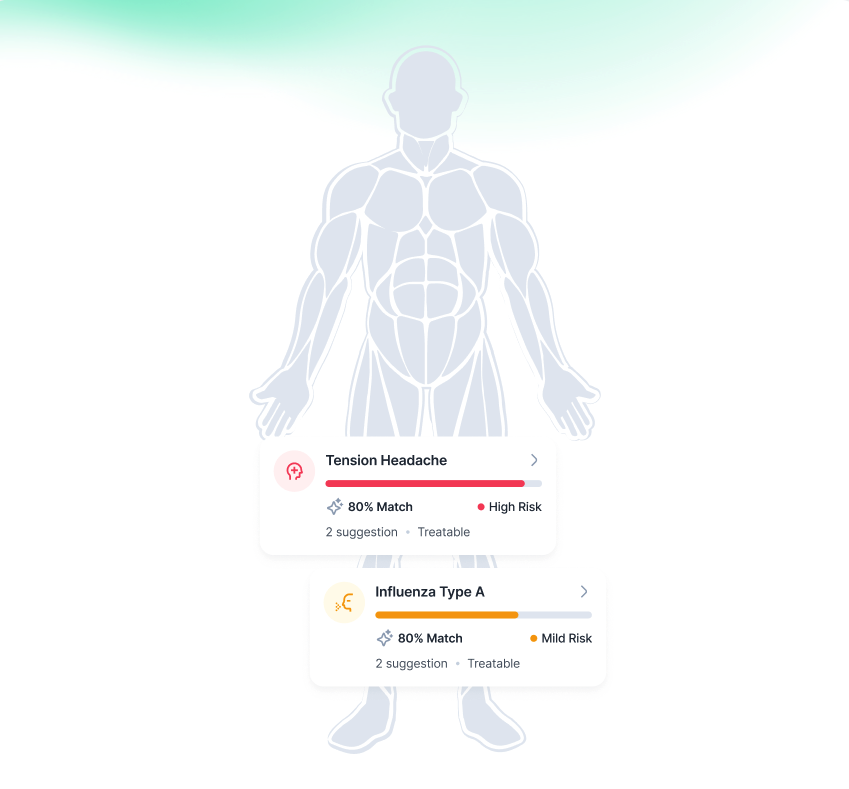 Tension Headache
80% Match
High Risk
2 suggestion • Treatable
Influenza Type A
80% Match
Mild Risk
2 suggestion • Treatable